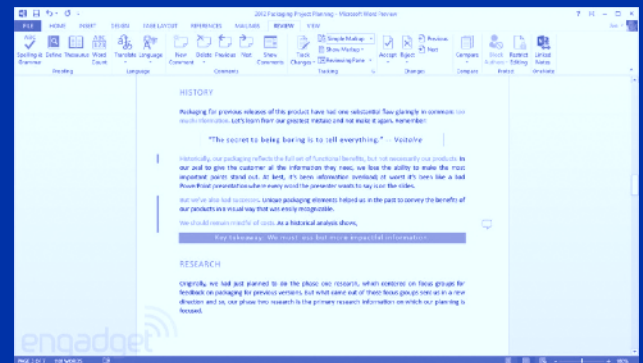 2012 Packaging Project Planning - Microsoft Word Preview
FILE HOME INSERT DESIGN PAGE LAYOUT REFERENCES MAILINGS REVIEW VIEW
Simple Markup
Show Markup
Reviewing Pane
Previous
Next
Spelling & Define Thesaurus Word Translate Language New Delete Previous Next Show Track Accept Reject Compare Block Restrict Linked
Grammar Count Comment Comments Changes Authors Editing Notes
Proofing Language Comments Tracking Changes Compare Protect OneNote
HISTORY
Packaging for previous releases of this product have had one substantial flaw glaringly in common: too
much information. Let's learn from our greatest mistake and not make it again. Remember:
"The secret to being boring is to tell everything." – Voltaire
Historically, our packaging reflects the full set of functional benefits, but not necessarily our products. In
our zeal to give the customer all the information they need, we lose the ability to make the most
important points stand out. At best, it's been information overload; at worst it's been like a bad
PowerPoint presentation where every word the presenter wants to say is on the slides.
But we've also had successes. Unique packaging elements helped us in the past to convey the benefits of
our products in a visual way that was easily recognizable.
We should remain mindful of costs. As a historical analysis shows,
Key takeaway: We must use but more impactful information
RESEARCH
Originally, we had just planned to do the phase one research, which centered on focus groups for
feedback on packaging for previous versions. But what came out of those focus groups sent us in a new
direction and so, our phase two research is the primary research information on which our planning is
focused.
engadget